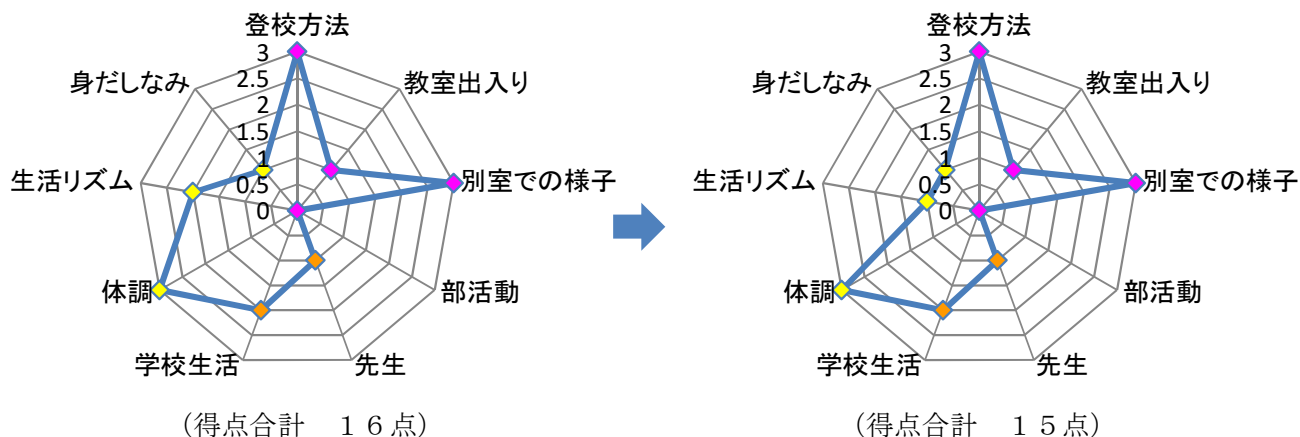 登校方法
教室出入り
別室での様子
部活動
先生
学校生活
体調
生活リズム
身だしなみ
3
2.5
2
1.5
1
0.5
0
（得点合計　１６点）
登校方法
教室出入り
別室での様子
部活動
先生
学校生活
体調
生活リズム
身だしなみ
3
2.5
2
1.5
1
0.5
0
（得点合計　１５点）